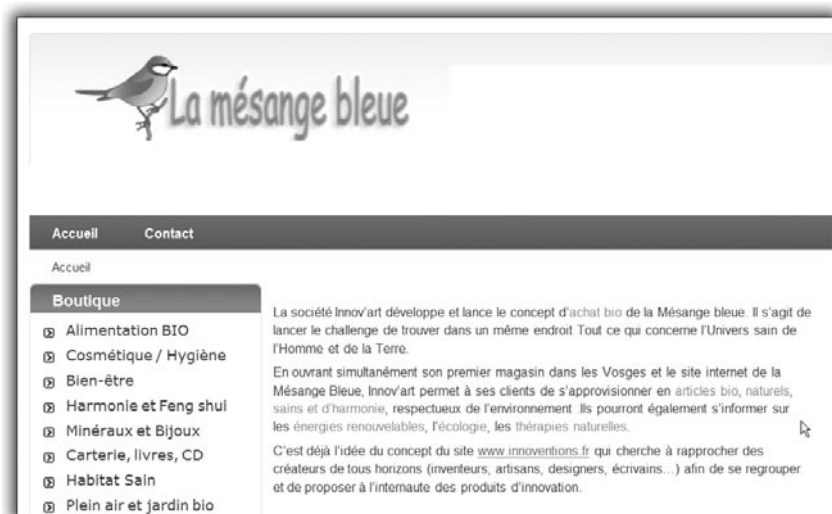 La mésange bleue
Accueil Contact
Accueil
Boutique
Alimentation BIO
Cosmétique / Hygiène
Bien-être
Harmonie et Feng shui
Minéraux et Bijoux
Carterie, livres, CD
Habitat Sain
Plein air et jardin bio
La société Innov'art développe et lance le concept d'achat bio de la Mésange bleue. Il s'agit de
lancer le challenge de trouver dans un même endroit Tout ce qui concerne l'Univers sain de
l'Homme et de la Terre.
En ouvrant simultanément son premier magasin dans les Vosges et le site internet de la
Mésange Bleue, Innov'art permet à ses clients de s'approvisionner en articles bio, naturels,
sains et d'harmonie, respectueux de l'environnement .Ils pourront également s'informer sur
les énergies renouvelables, l'écologie, les thérapies naturelles.
C'est déjà l'idée du concept du site www.innoventions.fr qui cherche à rapprocher des
créateurs de tous horizons (inventeurs, artisans, designers, écrivains…) afin de se regrouper
et de proposer à l'internaute des produits d'innovation.